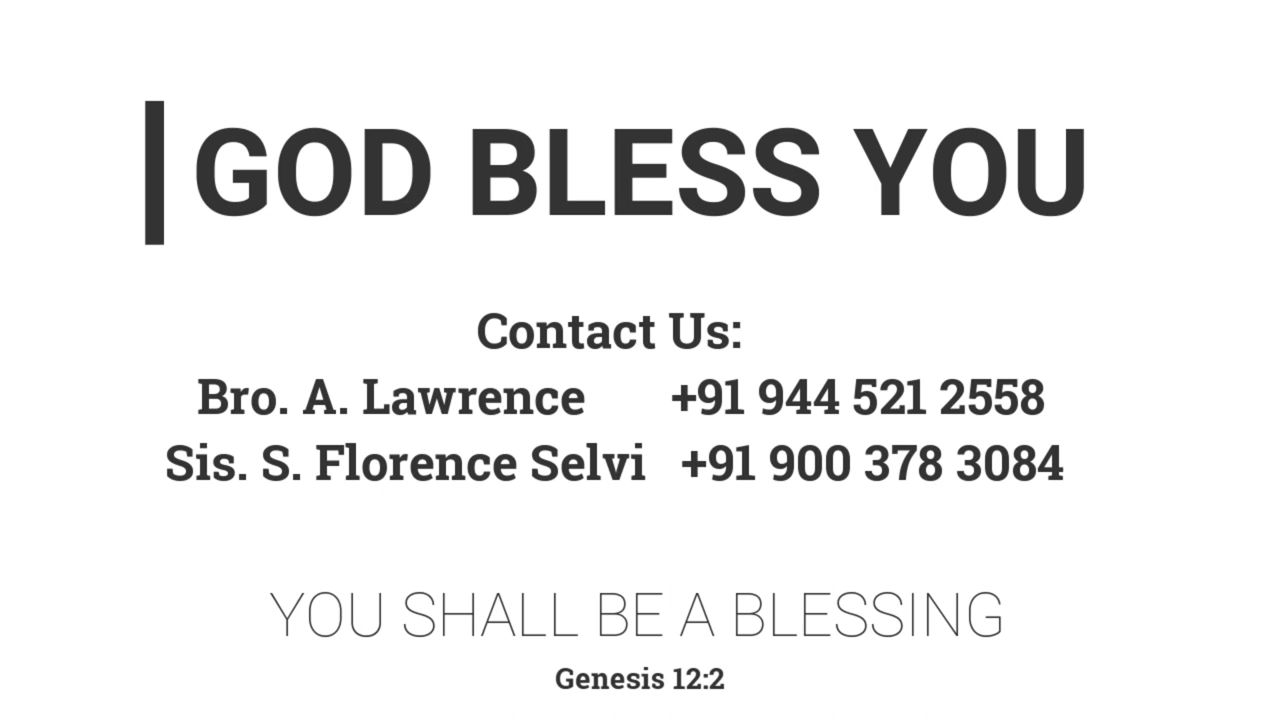 GOD BLESS YOU
Contact Us:
Bro. A. Lawrence +91 944 521 2558
Sis. S. Florence Selvi +91 900 378 3084
YOU SHALL BE A BLESSING
Genesis 12:2